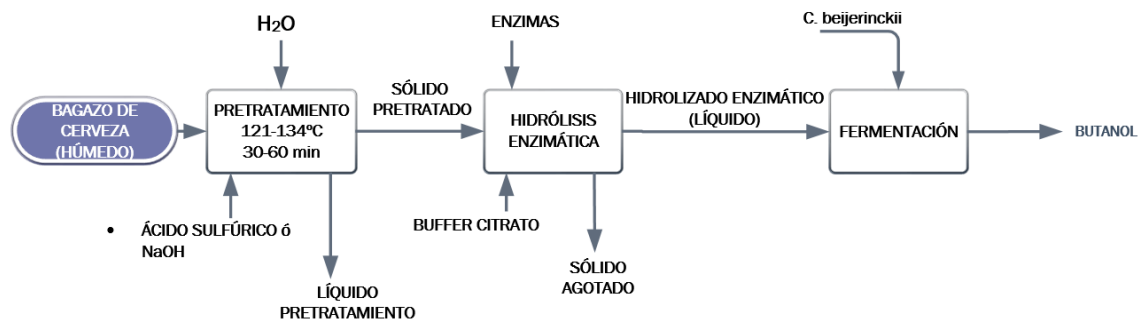 H₂O
ENZIMAS
C. beijerinckii
BAGAZO DE
CERVEZA
(HÚMEDO)
PRETRATAMIENTO
121-134ºC
30-60 min
SÓLIDO
PRETRATADO
HIDRÓLISIS
ENZIMÁTICA
HIDROLIZADO ENZIMÁTICO
(LÍQUIDO)
FERMENTACIÓN
BUTANOL
• ÁCIDO SULFÚRICO ó
NaOH
BUFFER CITRATO
LÍQUIDO
PRETRATAMIENTO
SÓLIDO
AGOTADO